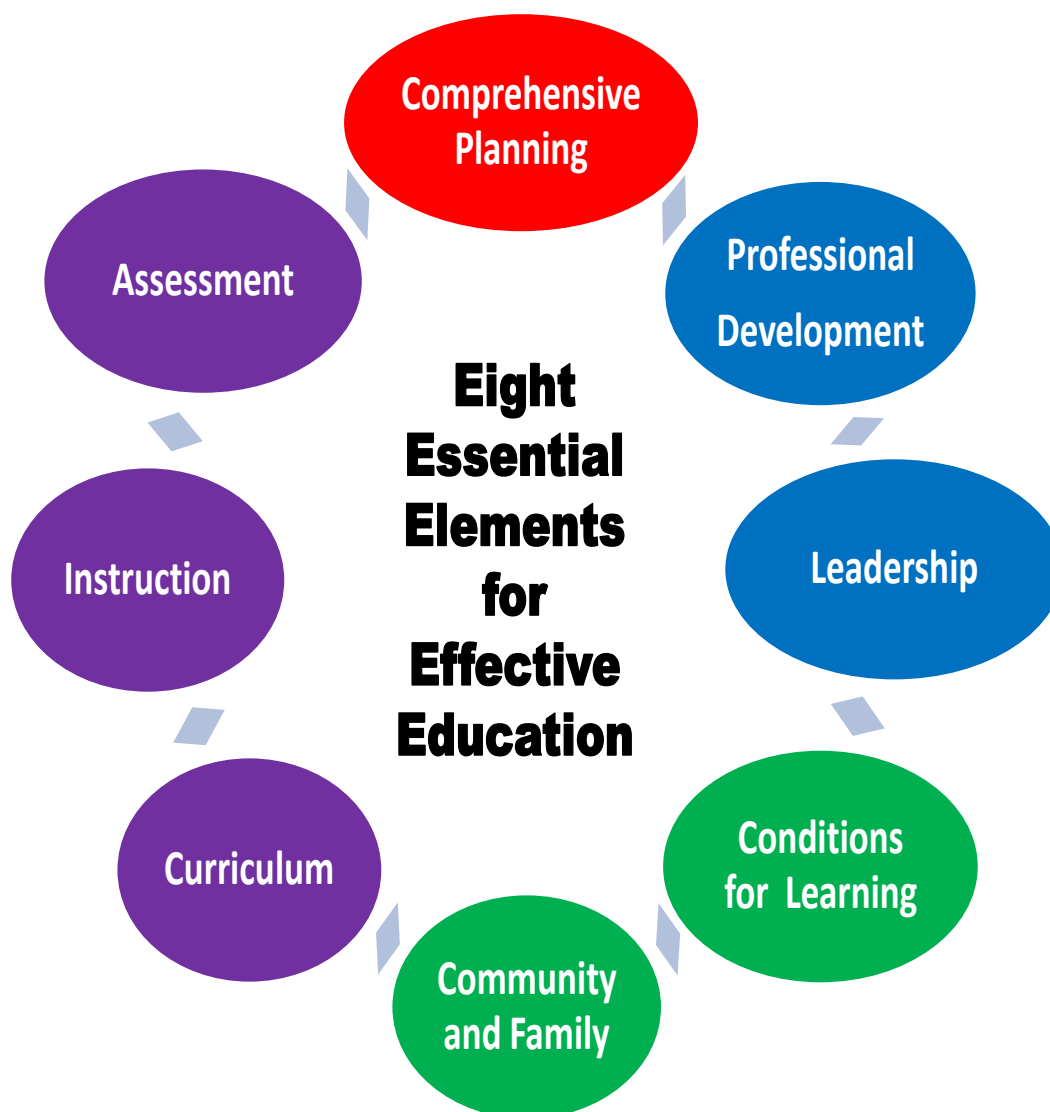 Comprehensive
Planning
Professional
Development
Leadership
Conditions
for Learning
Community
and Family
Curriculum
Instruction
Assessment
Eight
Essential
Elements
for
Effective
Education